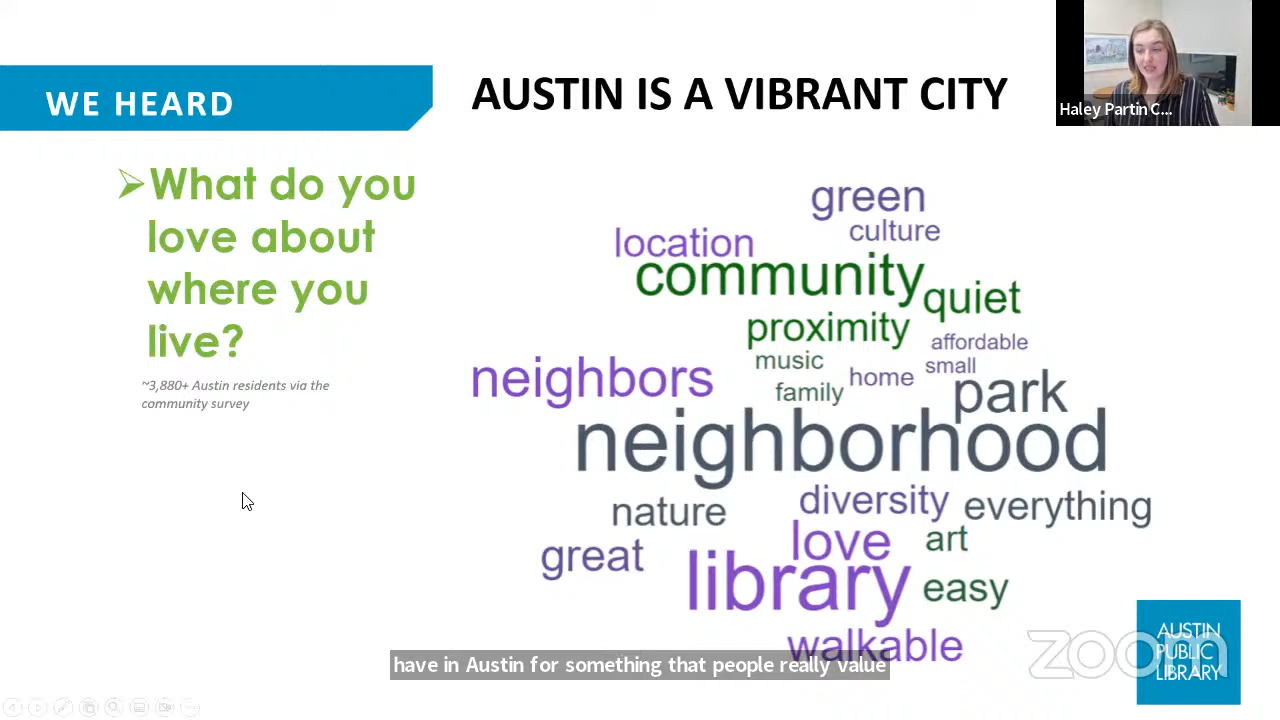 WE HEARD
AUSTIN IS A VIBRANT CITY
Haley Partin C...
➢What do you
love about
where you
live?
~3,880+ Austin residents via the
community survey
green
culture
location
community
quiet
proximity
affordable
music
small
neighbors
home
family
park
neighborhood
diversity
everything
nature
love
art
great
library
easy
walkable
have in Austin for something that people really value
zoom
AUSTIN
PUBLIC
LIBRARY